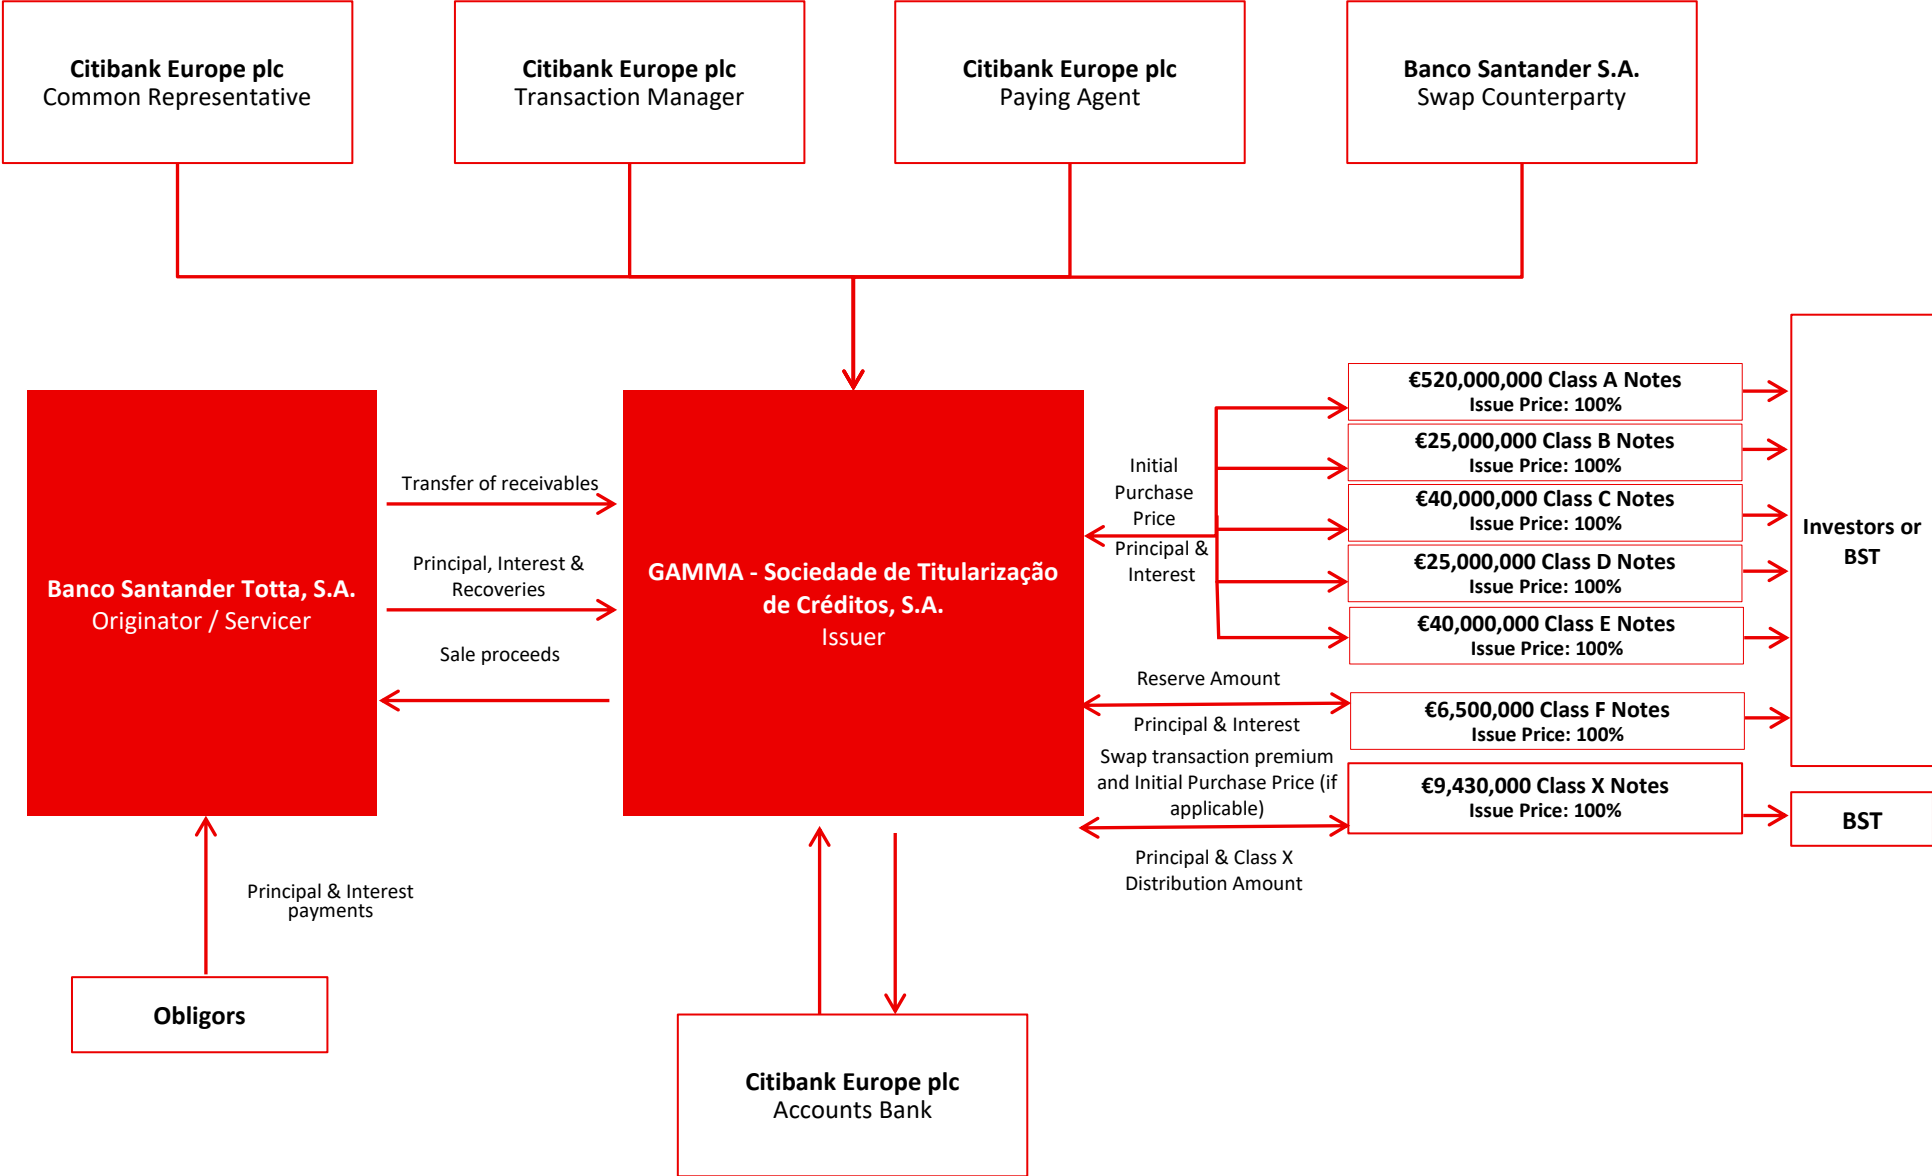 Citibank Europe plc
Common Representative
Citibank Europe plc
Transaction Manager
Citibank Europe plc
Paying Agent
Banco Santander S.A.
Swap Counterparty
Banco Santander Totta, S.A.
Originator / Servicer
Transfer of receivables
Principal, Interest &
Recoveries
Sale proceeds
GAMMA - Sociedade de Titularização
de Créditos, S.A.
Issuer
Initial
Purchase
Price
Principal &
Interest
€520,000,000 Class A Notes
Issue Price: 100%
€25,000,000 Class B Notes
Issue Price: 100%
€40,000,000 Class C Notes
Issue Price: 100%
€25,000,000 Class D Notes
Issue Price: 100%
€40,000,000 Class E Notes
Issue Price: 100%
Investors or
BST
Reserve Amount
Principal & Interest
€6,500,000 Class F Notes
Issue Price: 100%
Swap transaction premium
and Initial Purchase Price (if
applicable)
Principal & Class X
Distribution Amount
€9,430,000 Class X Notes
Issue Price: 100%
BST
Principal & Interest
payments
Obligors
Citibank Europe plc
Accounts Bank